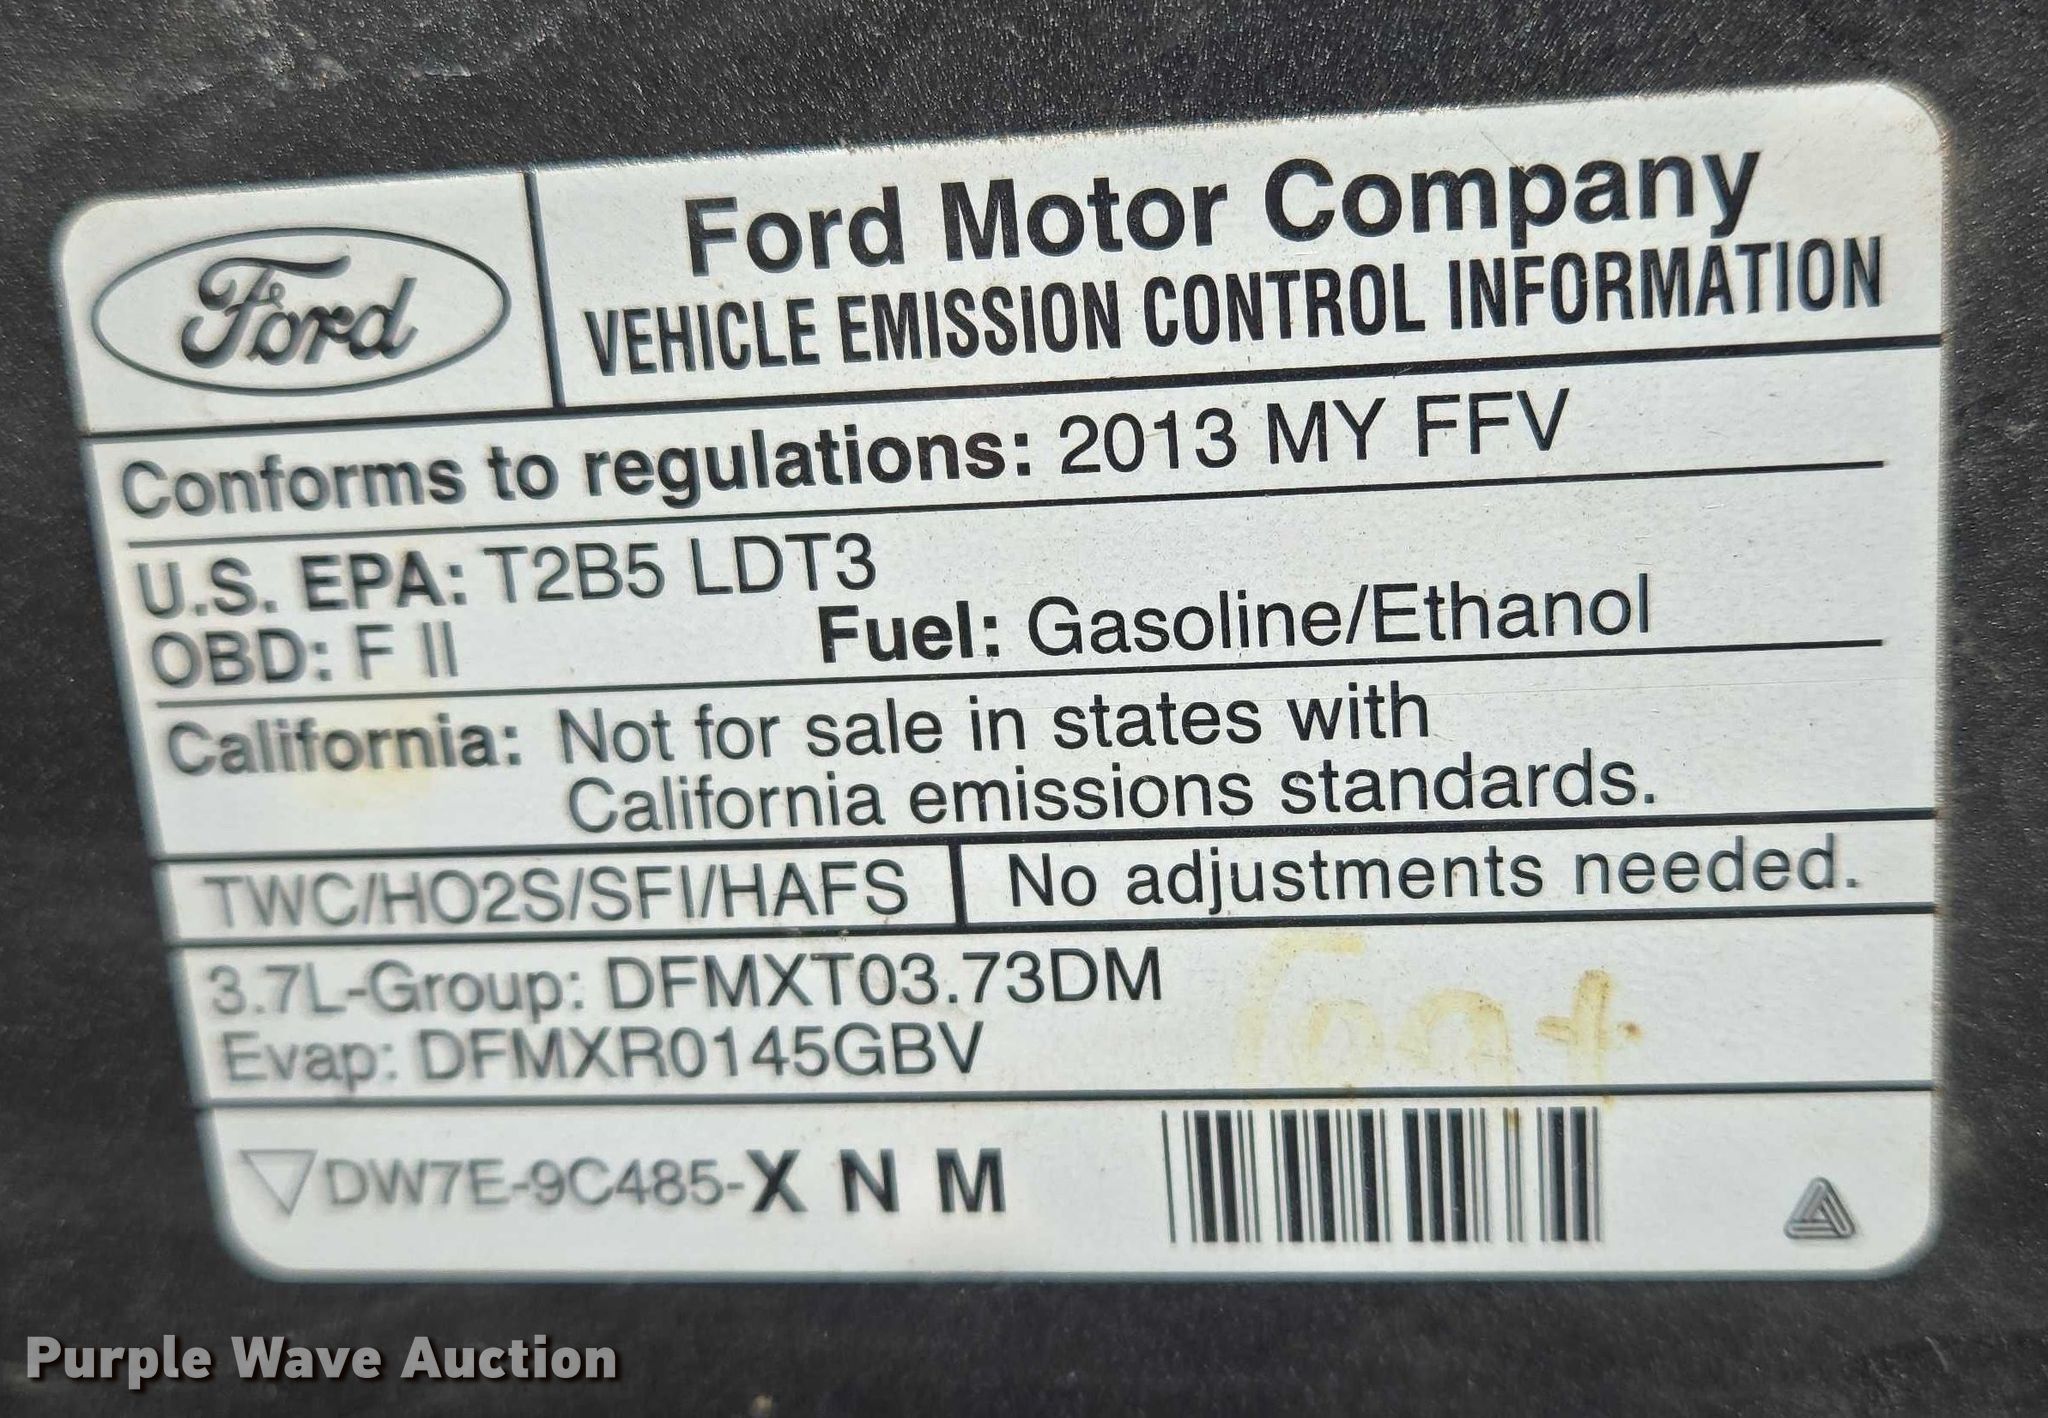 Ford
Ford Motor Company
VEHICLE EMISSION CONTROL INFORMATION
Conforms to regulations: 2013 MY FFV
U.S. EPA: T2B5 LDT3
OBD: F II
Fuel: Gasoline/Ethanol
California: Not for sale in states with
California emissions standards.
TWC/HO2S/SFI/HAFS
No adjustments needed.
3.7L-Group: DFMXT03.73DM
Evap: DFMXR0145GBV
DW7E-9C485-X N M
Purple Wave Auction